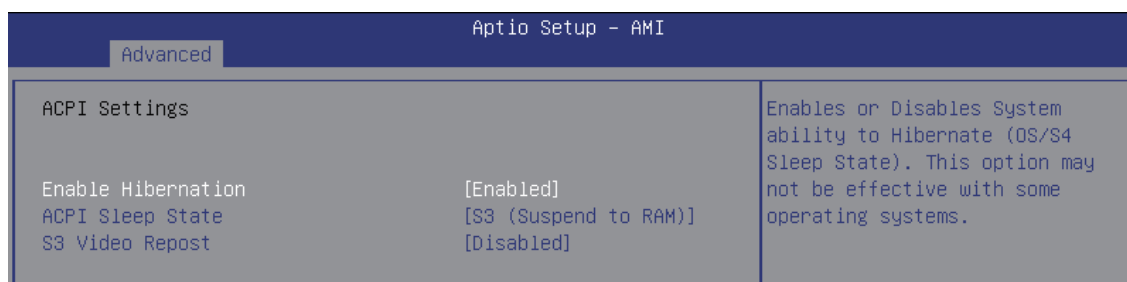 Aptio Setup – AMI
Advanced
ACPI Settings
Enable Hibernation [Enabled]
ACPI Sleep State [S3 (Suspend to RAM)]
S3 Video Repost [Disabled]
Enables or Disables System
ability to Hibernate (OS/S4
Sleep State). This option may
not be effective with some
operating systems.